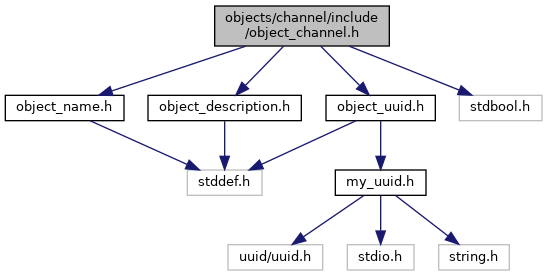 objects/channel/include
/object_channel.h
object_name.h
object_description.h
object_uuid.h
stdbool.h
stddef.h
my_uuid.h
uuid/uuid.h
stdio.h
string.h